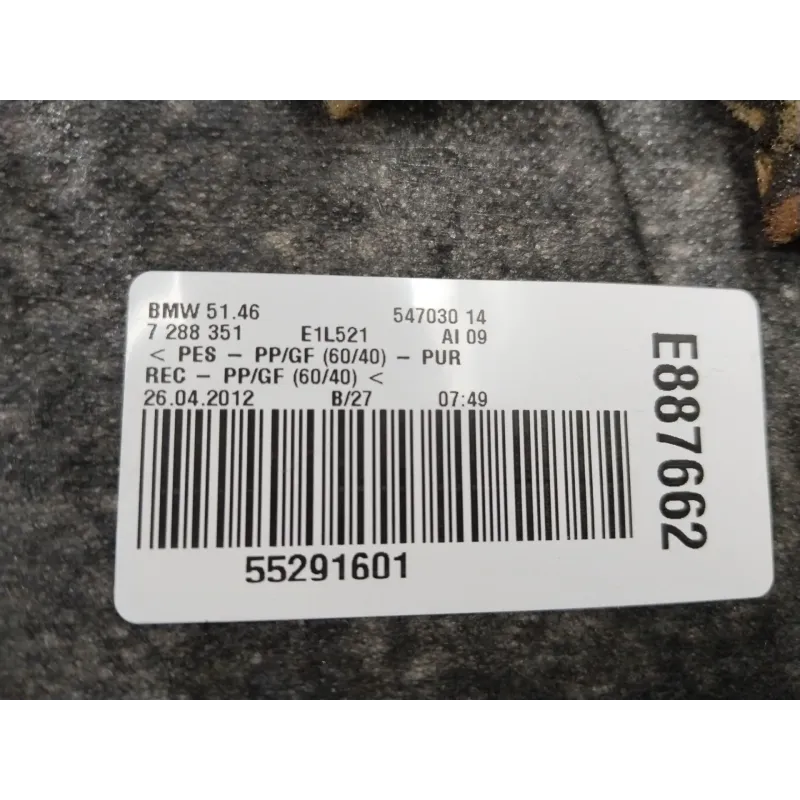 BMW 51.46 547030 14
7 288 351 E1L521 AI 09
< PES - PP/GF (60/40) - PUR
REC - PP/GF (60/40) <
26.04.2012 B/27 07:49
55291601
E887662